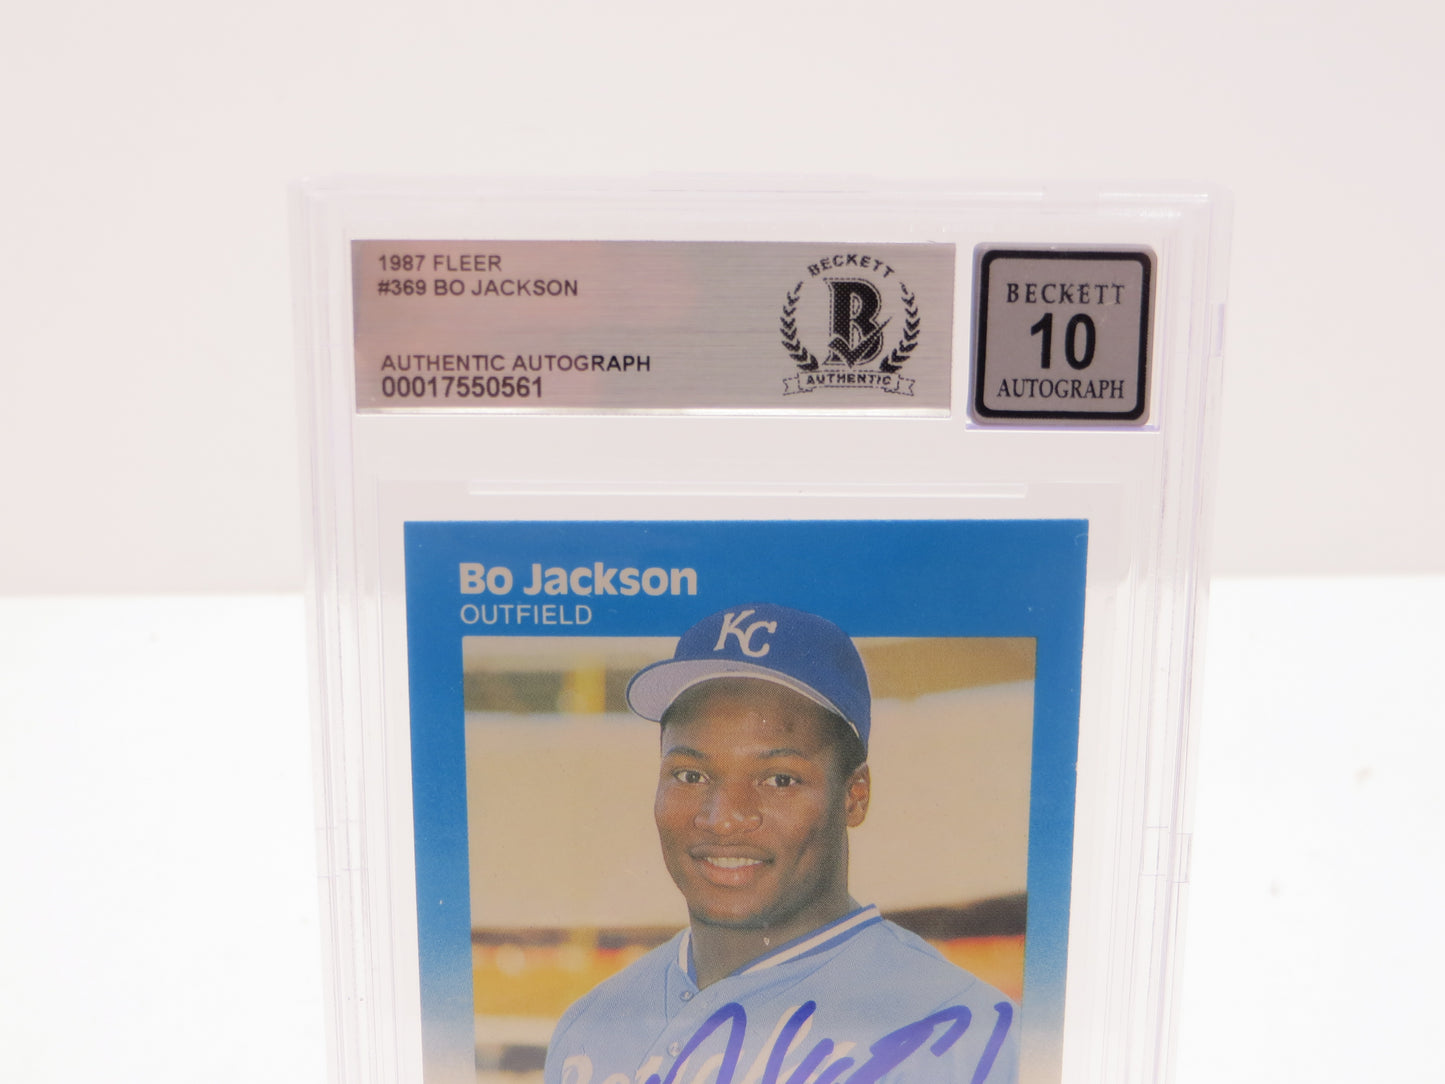 1987 FLEER
#369 BO JACKSON
AUTHENTIC AUTOGRAPH
00017550561
BECKETT
B
AUTHENTIC
BECKETT
10
AUTOGRAPH
Bo Jackson
OUTFIELD
KC